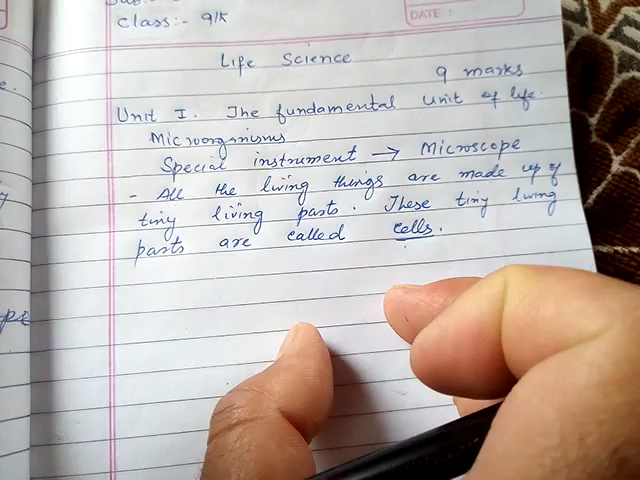 Class:- 9th
DATE :
Life Science
9 marks
Unit I. The fundamental unit of life.
Microorganisms
Special instrument → Microscope
- All the living things are made up of
tiny living parts. These tiny living
parts are called cells.